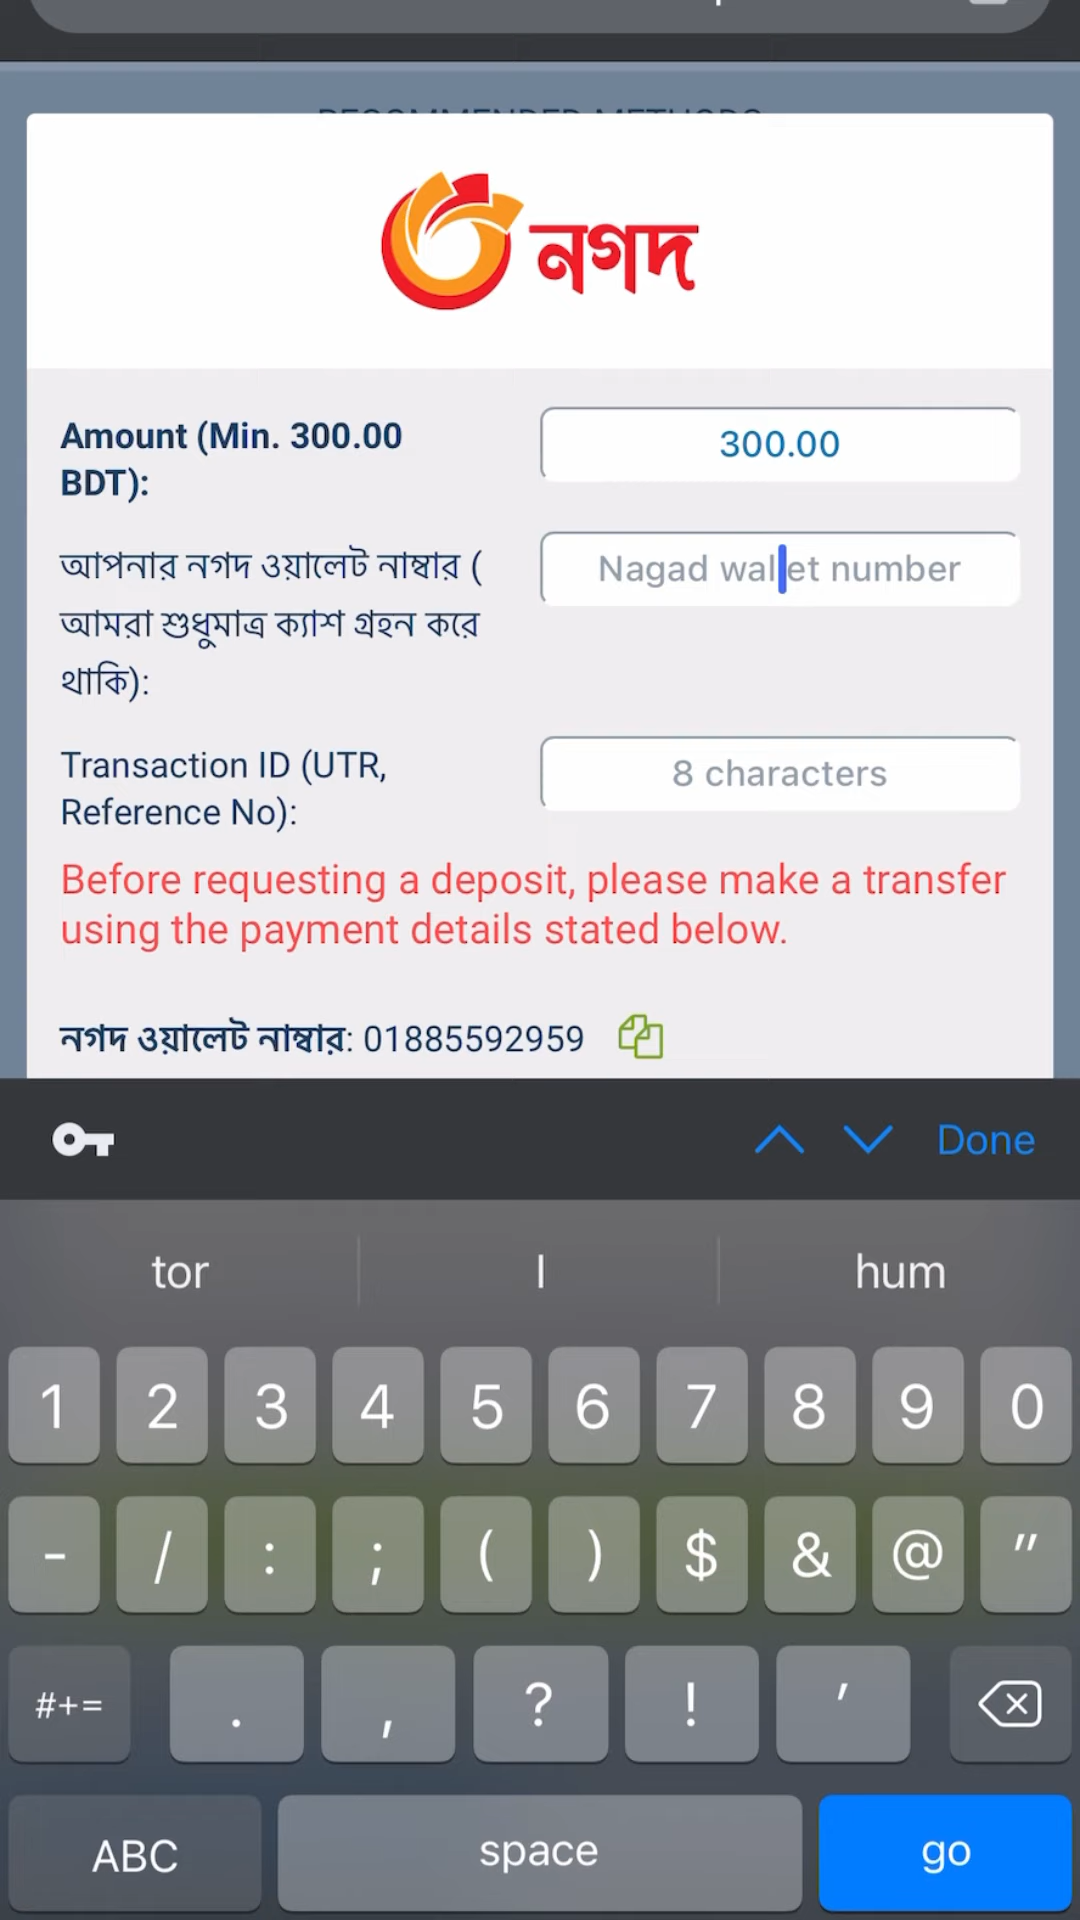 RECOMMENDED METHODS
নগদ
Amount (Min. 300.00
BDT):
300.00
আপনার নগদ ওয়ালেট নাম্বার (
আমরা শুধুমাত্র ক্যাশ গ্রহন করে
থাকি):
Nagad wallet number
Transaction ID (UTR,
Reference No):
8 characters
Before requesting a deposit, please make a transfer
using the payment details stated below.
নগদ ওয়ালেট নাম্বার: 01885592959
Done
tor I hum
1 2 3 4 5 6 7 8 9 0
- / : ; ( ) $ & @ "
#+= . , ? ! '
ABC space go